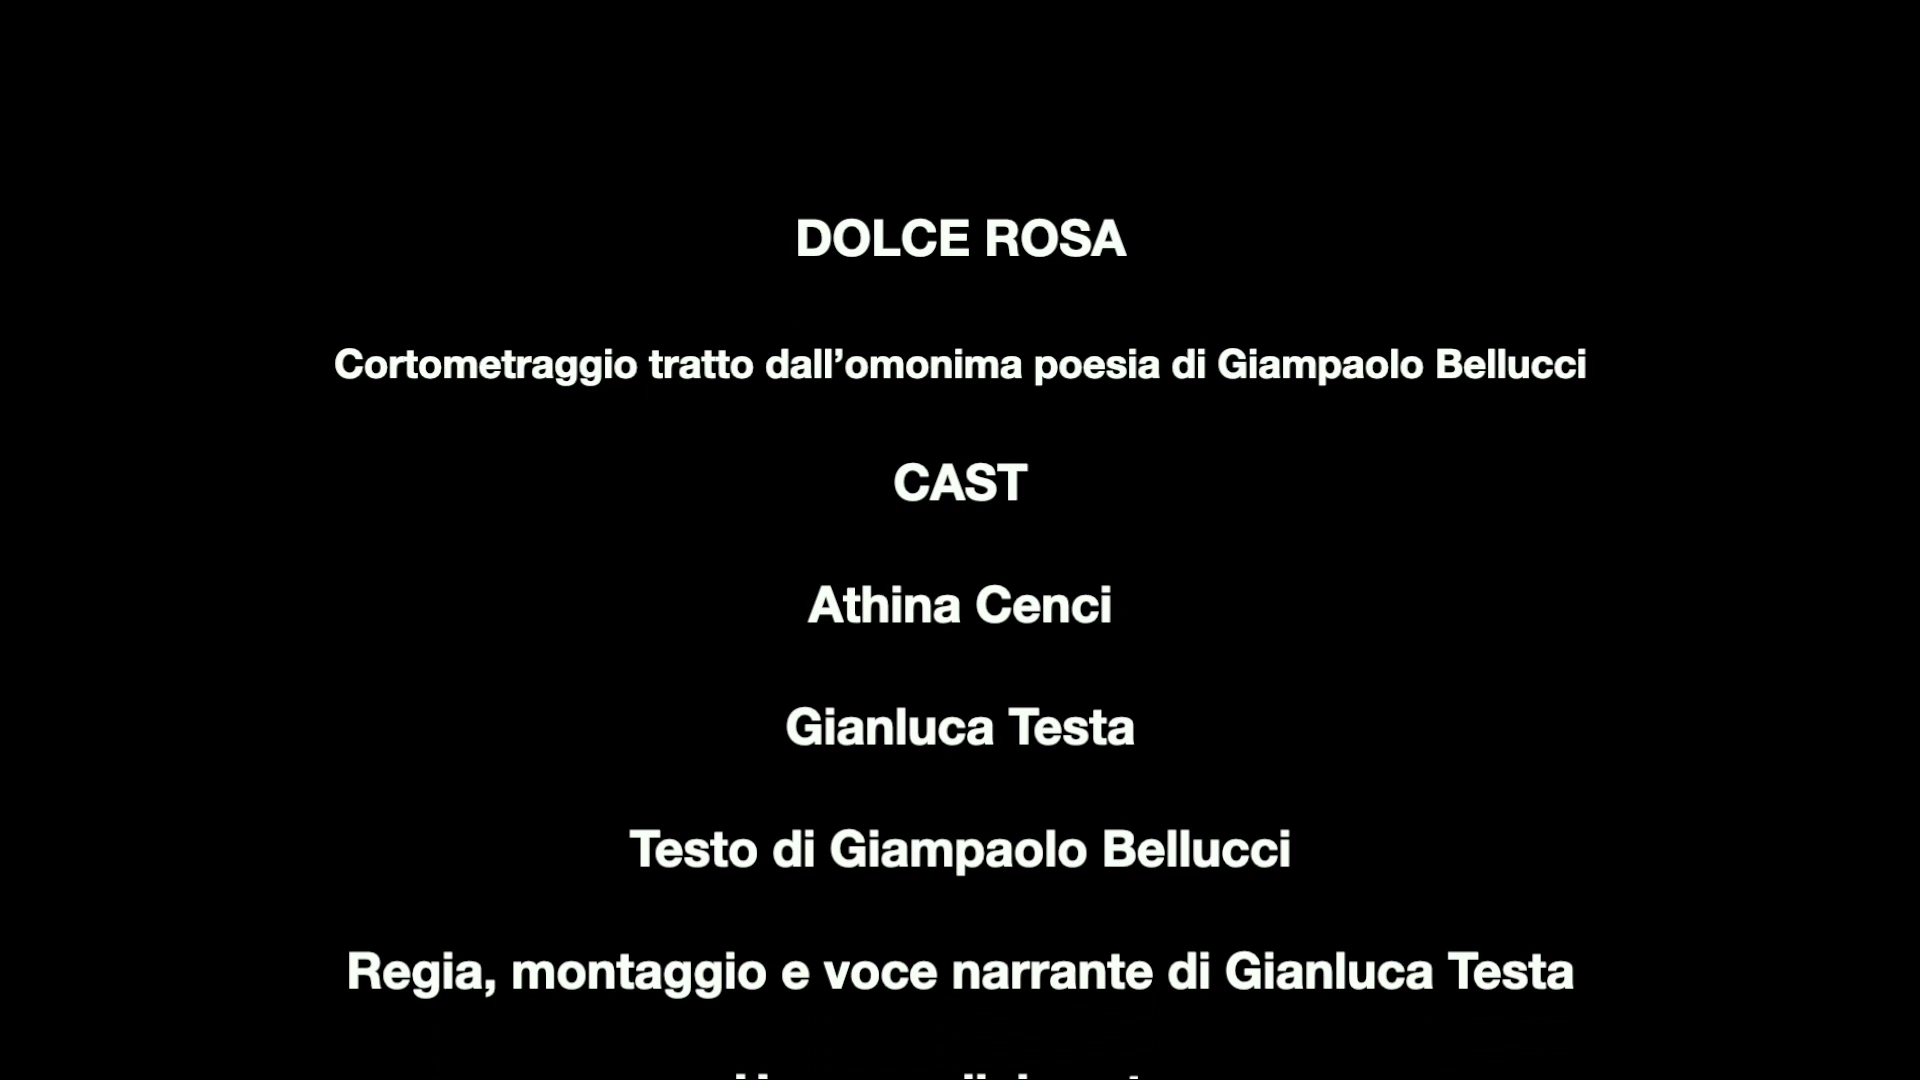 DOLCE ROSA
Cortometraggio tratto dall’omonima poesia di Giampaolo Bellucci
CAST
Athina Cenci
Gianluca Testa
Testo di Giampaolo Bellucci
Regia, montaggio e voce narrante di Gianluca Testa